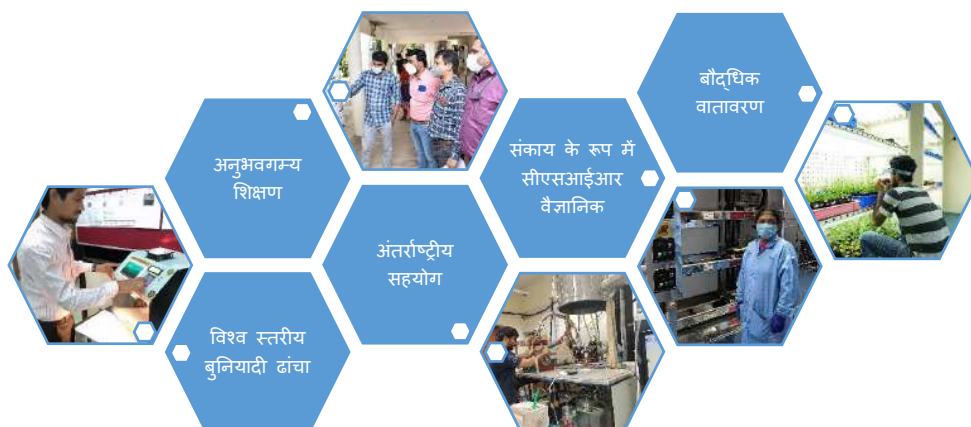 अनुभवगम्य
शिक्षण
विश्व स्तरीय
बुनियादी ढांचा
अंतर्राष्ट्रीय
सहयोग
संकाय के रूप में
सीएसआईआर
वैज्ञानिक
बौद्धिक
वातावरण